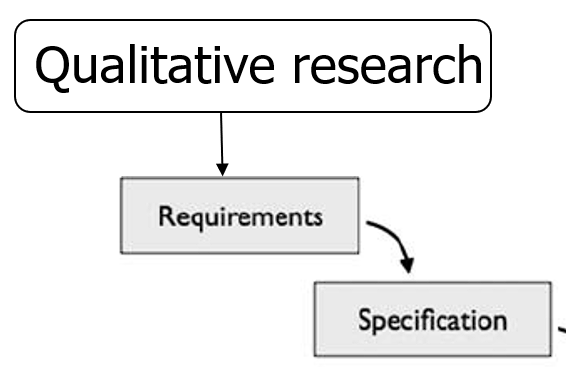 Qualitative research
Requirements
Specification